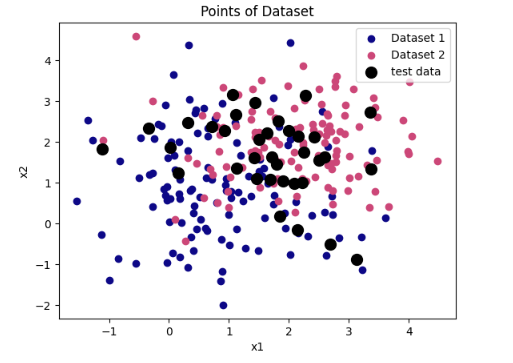 Points of Dataset
Dataset 1
Dataset 2
test data
x2
4
3
2
1
0
−1
−2
−1
0
1
2
3
4
x1